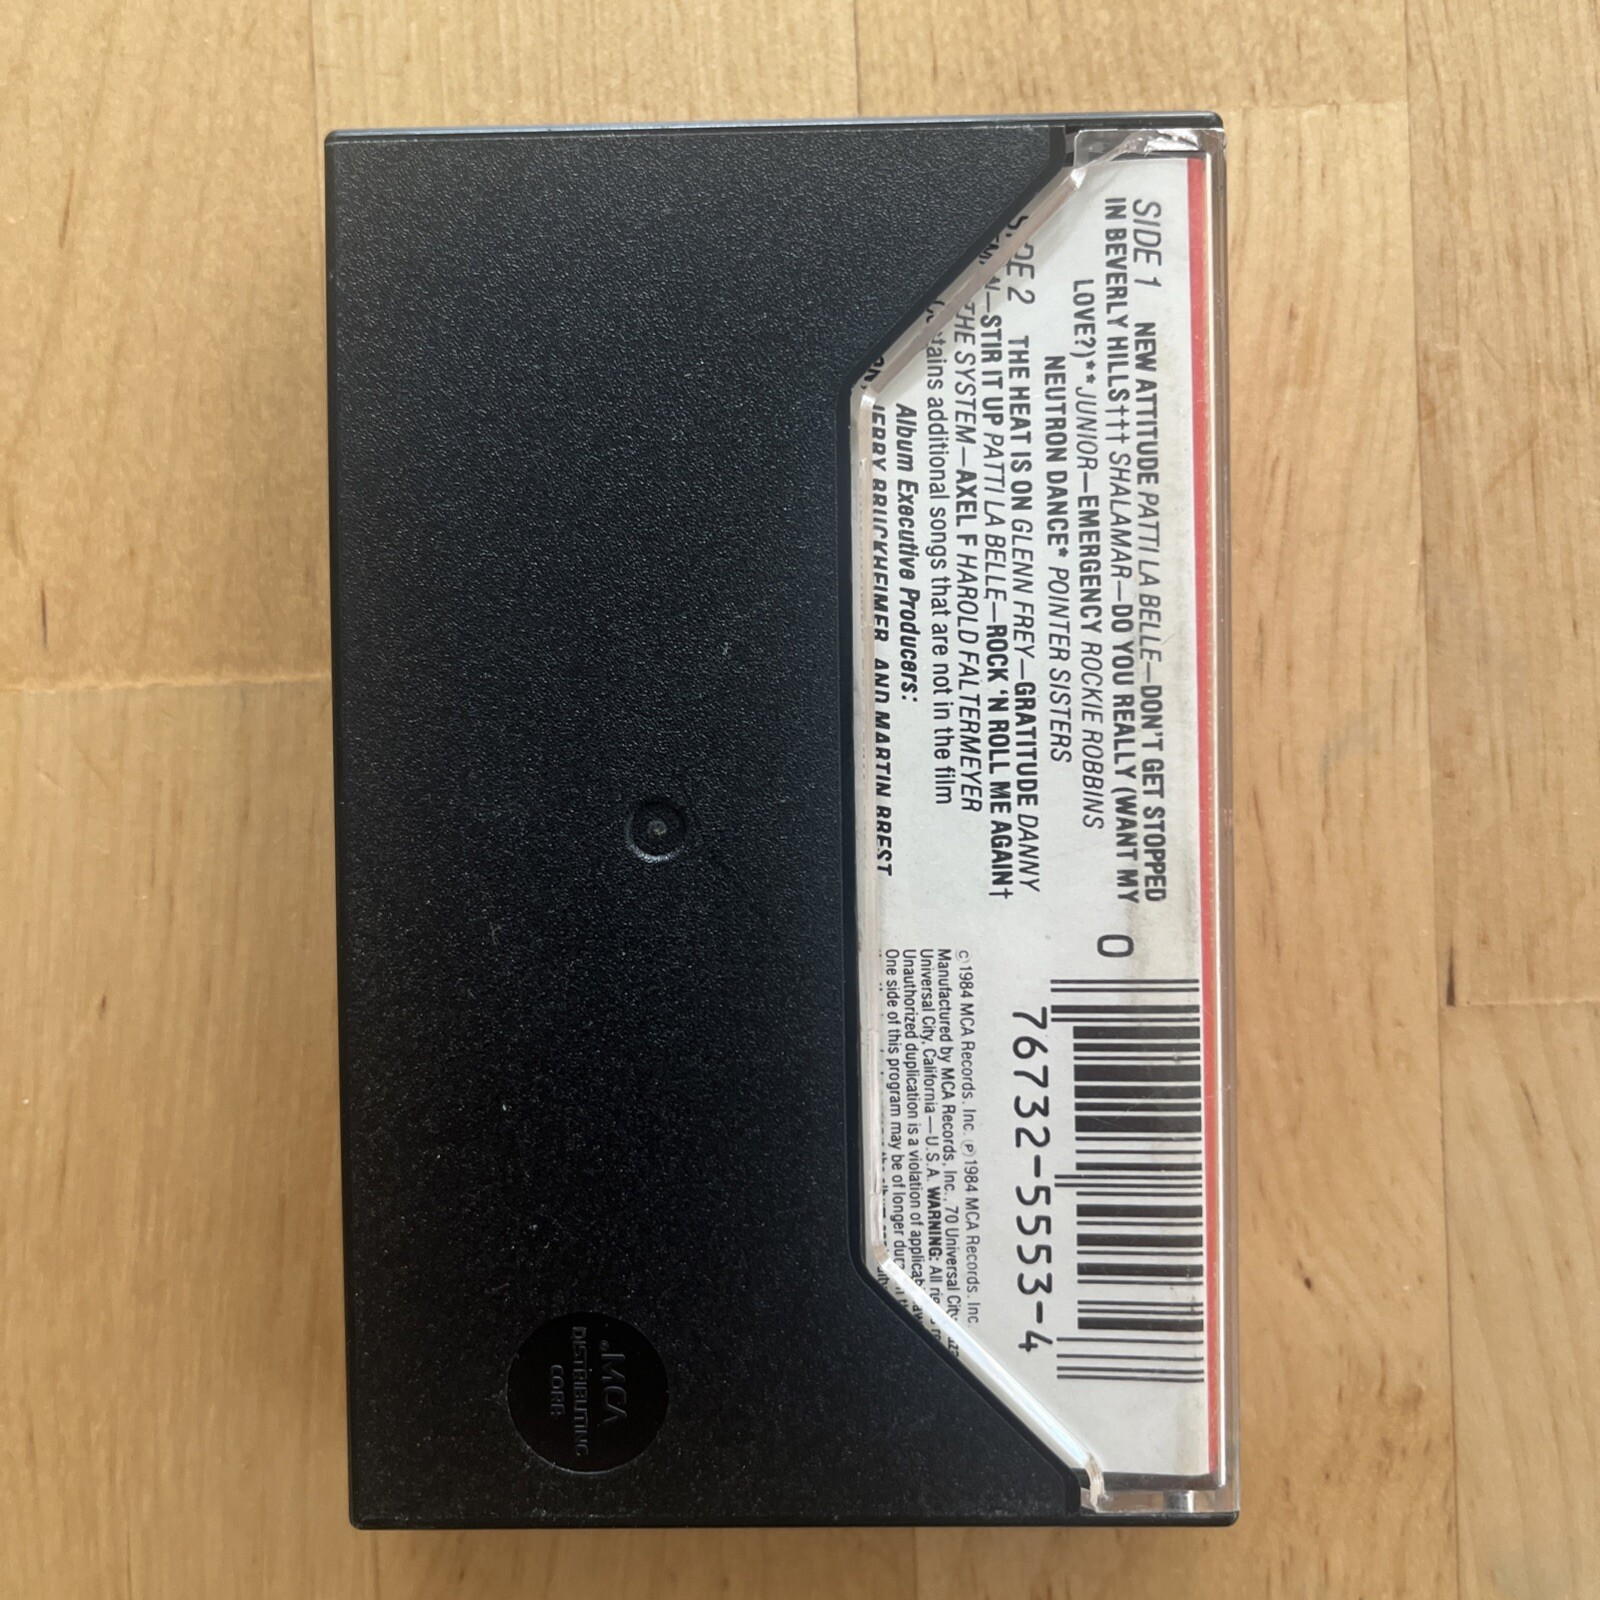 SIDE 1 NEW ATTITUDE PATTI LA BELLE—DON'T GET STOPPED
IN BEVERLY HILLS††† SHALAMAR—DO YOU REALLY (WANT MY
LOVE?)** JUNIOR—EMERGENCY ROCKIE ROBBINS
NEUTRON DANCE* POINTER SISTERS
SIDE 2 THE HEAT IS ON GLENN FREY—GRATITUDE DANNY
—STIR IT UP PATTI LA BELLE—ROCK 'N ROLL ME AGAIN†
THE SYSTEM—AXEL F HAROLD FALTERMEYER
Contains additional songs that are not in the film
Album Executive Producers:
JERRY BRUCKHEIMER, AND MARTIN BREST
0 76732-5553-4
©1984 MCA Records, Inc. ℗1984 MCA Records, Inc.
Manufactured by MCA Records, Inc., 70 Universal City
Universal City, California—U.S.A. WARNING: All
Unauthorized duplication is a violation of
One side of this program may be of longer
MCA
DISTRIBUTING
CORP.